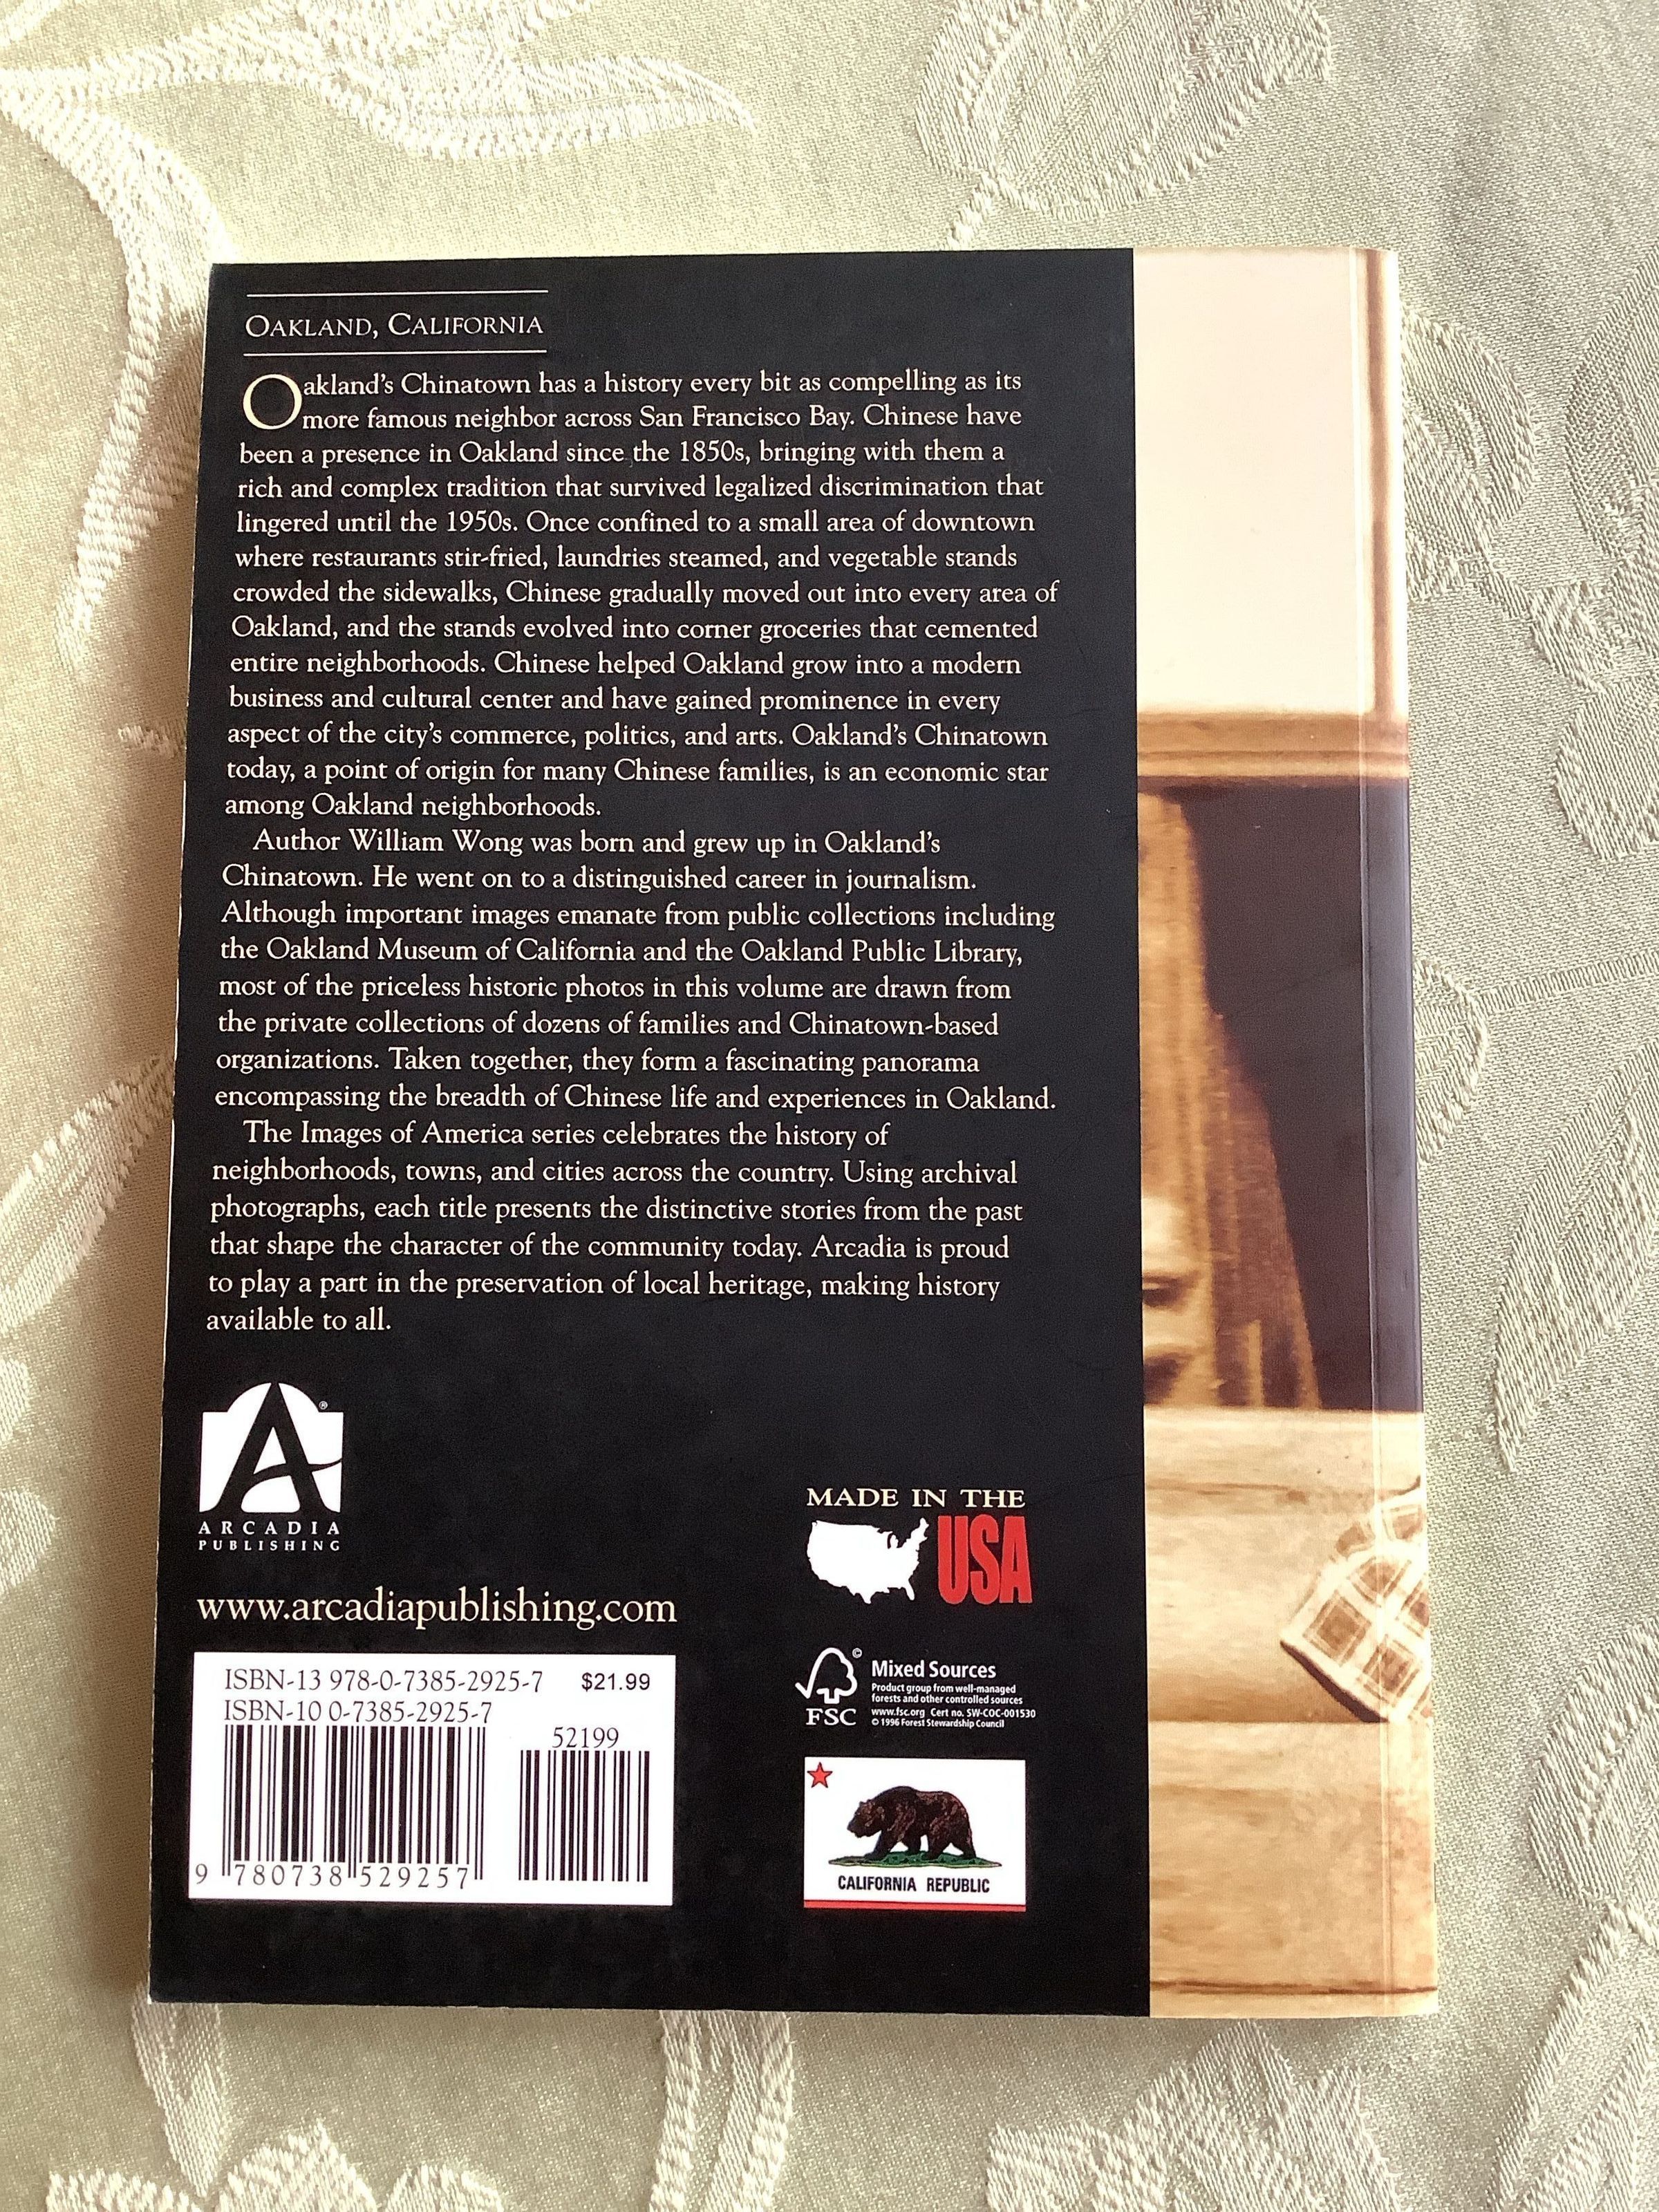 OAKLAND, CALIFORNIA
Oakland's Chinatown has a history every bit as compelling as its
more famous neighbor across San Francisco Bay. Chinese have
been a presence in Oakland since the 1850s, bringing with them a
rich and complex tradition that survived legalized discrimination that
lingered until the 1950s. Once confined to a small area of downtown
where restaurants stir-fried, laundries steamed, and vegetable stands
crowded the sidewalks, Chinese gradually moved out into every area of
Oakland, and the stands evolved into corner groceries that cemented
entire neighborhoods. Chinese helped Oakland grow into a modern
business and cultural center and have gained prominence in every
aspect of the city's commerce, politics, and arts. Oakland's Chinatown
today, a point of origin for many Chinese families, is an economic star
among Oakland neighborhoods.
Author William Wong was born and grew up in Oakland's
Chinatown. He went on to a distinguished career in journalism.
Although important images emanate from public collections including
the Oakland Museum of California and the Oakland Public Library,
most of the priceless historic photos in this volume are drawn from
the private collections of dozens of families and Chinatown-based
organizations. Taken together, they form a fascinating panorama
encompassing the breadth of Chinese life and experiences in Oakland.
The Images of America series celebrates the history of
neighborhoods, towns, and cities across the country. Using archival
photographs, each title presents the distinctive stories from the past
that shape the character of the community today. Arcadia is proud
to play a part in the preservation of local heritage, making history
available to all.
A®
ARCADIA
PUBLISHING
www.arcadiapublishing.com
MADE IN THE
USA
ISBN-13 978-0-7385-2925-7 $21.99
ISBN-10 0-7385-2925-7
52199
9 780738 529257
©
FSC
Mixed Sources
Product group from well-managed
forests and other controlled sources
www.fsc.org Cert no. SW-COC-001530
© 1996 Forest Stewardship Council
CALIFORNIA REPUBLIC